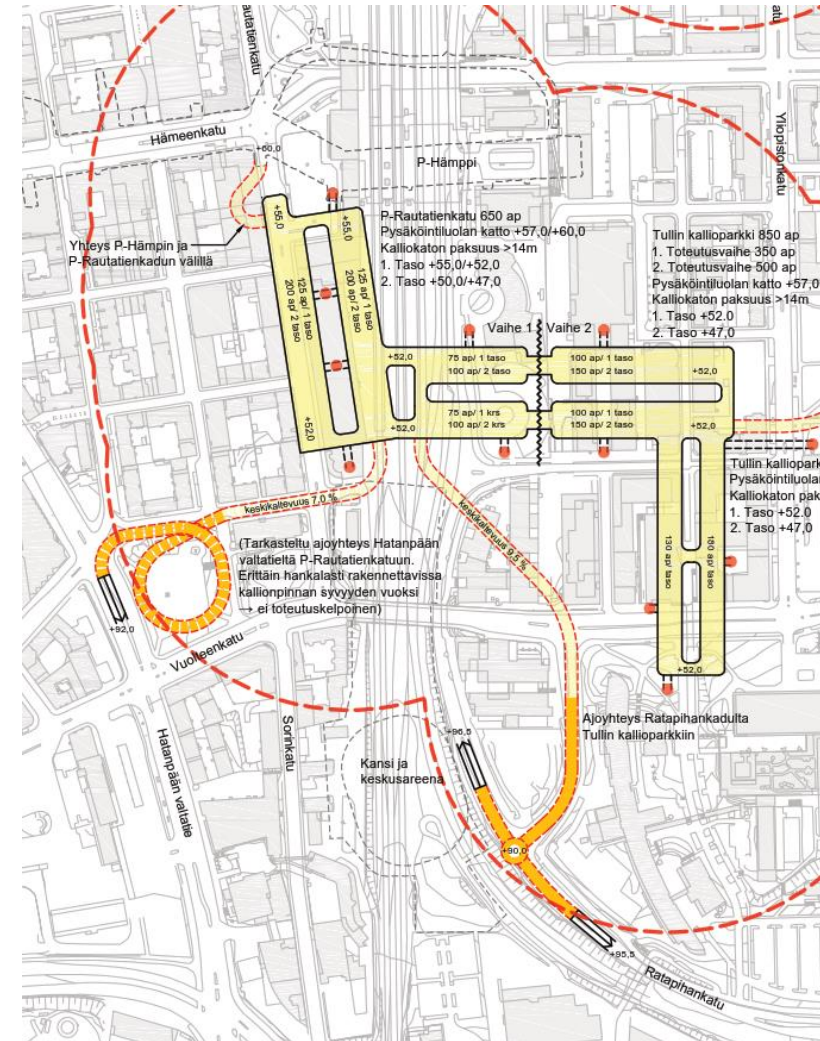 autatienkatu
atu
Hämeenkatu
+60,0
P-Hämppi
Yliopistonkatu
Yhteys P-Hämpin ja
P-Rautatienkadun välillä
+55,0
+55,0
P-Rautatienkatu 650 ap
Pysäköintiluolan katto +57,0/+60,0
Kalliokaton paksuus >14m
1. Taso +55,0/+52,0
2. Taso +50,0/+47,0
Tullin kallioparki 850 ap
1. Toteutusvaihe 350 ap
2. Toteutusvaihe 500 ap
Pysäköintiluolan katto +57,0
Kalliokaton paksuus >14m
1. Taso +52.0
2. Taso +47,0
125 ap/ 1 taso
200 ap/ 2 taso
125 ap/ 1 taso
200 ap/ 2 taso
Vaihe 1
Vaihe 2
+52,0
75 ap/ 1 taso
100 ap/ 2 taso
100 ap/ 1 taso
150 ap/ 2 taso
+52,0
+52,0
+52,0
75 ap/ 1 krs
100 ap/ 2 krs
100 ap/ 1 taso
150 ap/ 2 taso
+52,0
Tullin kalliopark
Pysäköintiluolan
Kalliokaton pak
1. Taso +52.0
2. Taso +47,0
keskikaltevuus 7,0 %
keskikaltevuus 9,5 %
(Tarkasteltu ajoyhteys Hatanpään
valtatieltä P-Rautatienkatuun.
Erittäin hankalasti rakennettavissa
kallionpinnan syvyyden vuoksi
→ ei toteutuskelpoinen)
130 ap/ taso
150 ap/ taso
+92,0
Vuolteenkatu
+52,0
Ajoyhteys Ratapihankadulta
Tullin kallioparkkiin
Hatanpään valtatie
Sorinkatu
Kansi ja
keskusareena
+96,5
+90,0
+95,5
Ratapihankatu